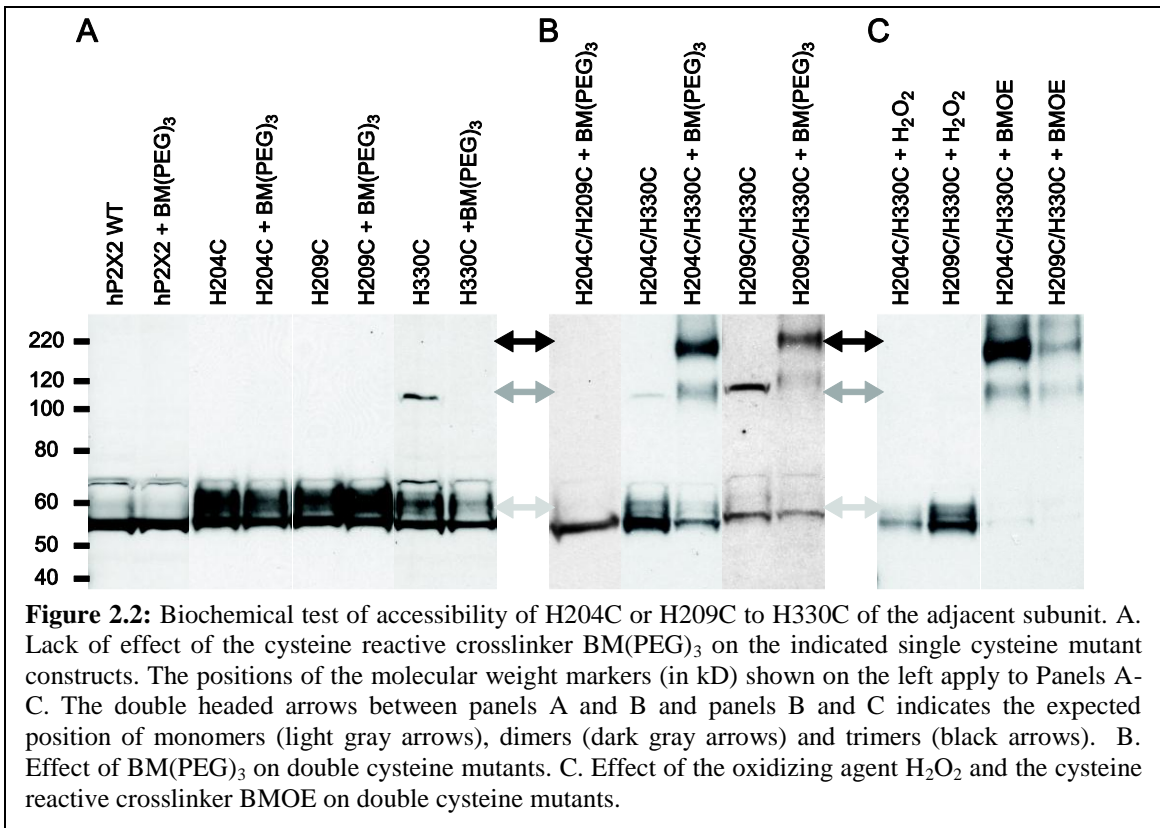 A
B
C
hP2X2 WT
hP2X2 + BM(PEG)3
H204C
H204C + BM(PEG)3
H209C
H209C + BM(PEG)3
H330C
H330C +BM(PEG)3
H204C/H209C + BM(PEG)3
H204C/H330C
H204C/H330C + BM(PEG)3
H209C/H330C
H209C/H330C + BM(PEG)3
H204C/H330C + H2O2
H209C/H330C + H2O2
H204C/H330C + BMOE
H209C/H330C + BMOE
220
120
100
80
60
50
40
Figure 2.2: Biochemical test of accessibility of H204C or H209C to H330C of the adjacent subunit. A.
Lack of effect of the cysteine reactive crosslinker BM(PEG)3 on the indicated single cysteine mutant
constructs. The positions of the molecular weight markers (in kD) shown on the left apply to Panels A-
C. The double headed arrows between panels A and B and panels B and C indicates the expected
position of monomers (light gray arrows), dimers (dark gray arrows) and trimers (black arrows). B.
Effect of BM(PEG)3 on double cysteine mutants. C. Effect of the oxidizing agent H2O2 and the cysteine
reactive crosslinker BMOE on double cysteine mutants.